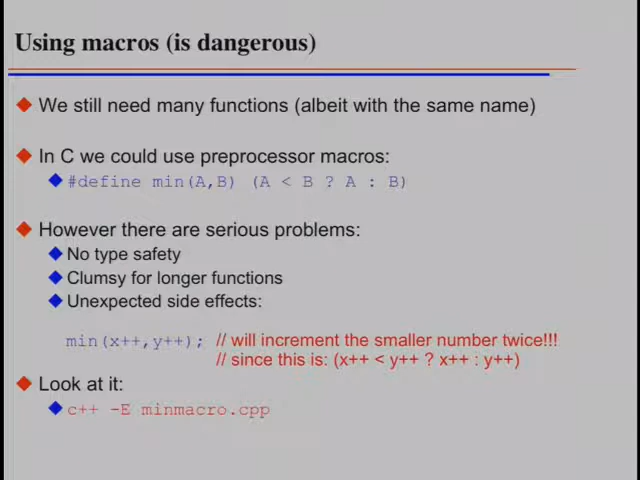 Using macros (is dangerous)
We still need many functions (albeit with the same name)
In C we could use preprocessor macros:
#define min(A,B) (A < B ? A : B)
However there are serious problems:
No type safety
Clumsy for longer functions
Unexpected side effects:
min(x++,y++); // will increment the smaller number twice!!!
// since this is: (x++ < y++ ? x++ : y++)
Look at it:
c++ -E minmacro.cpp